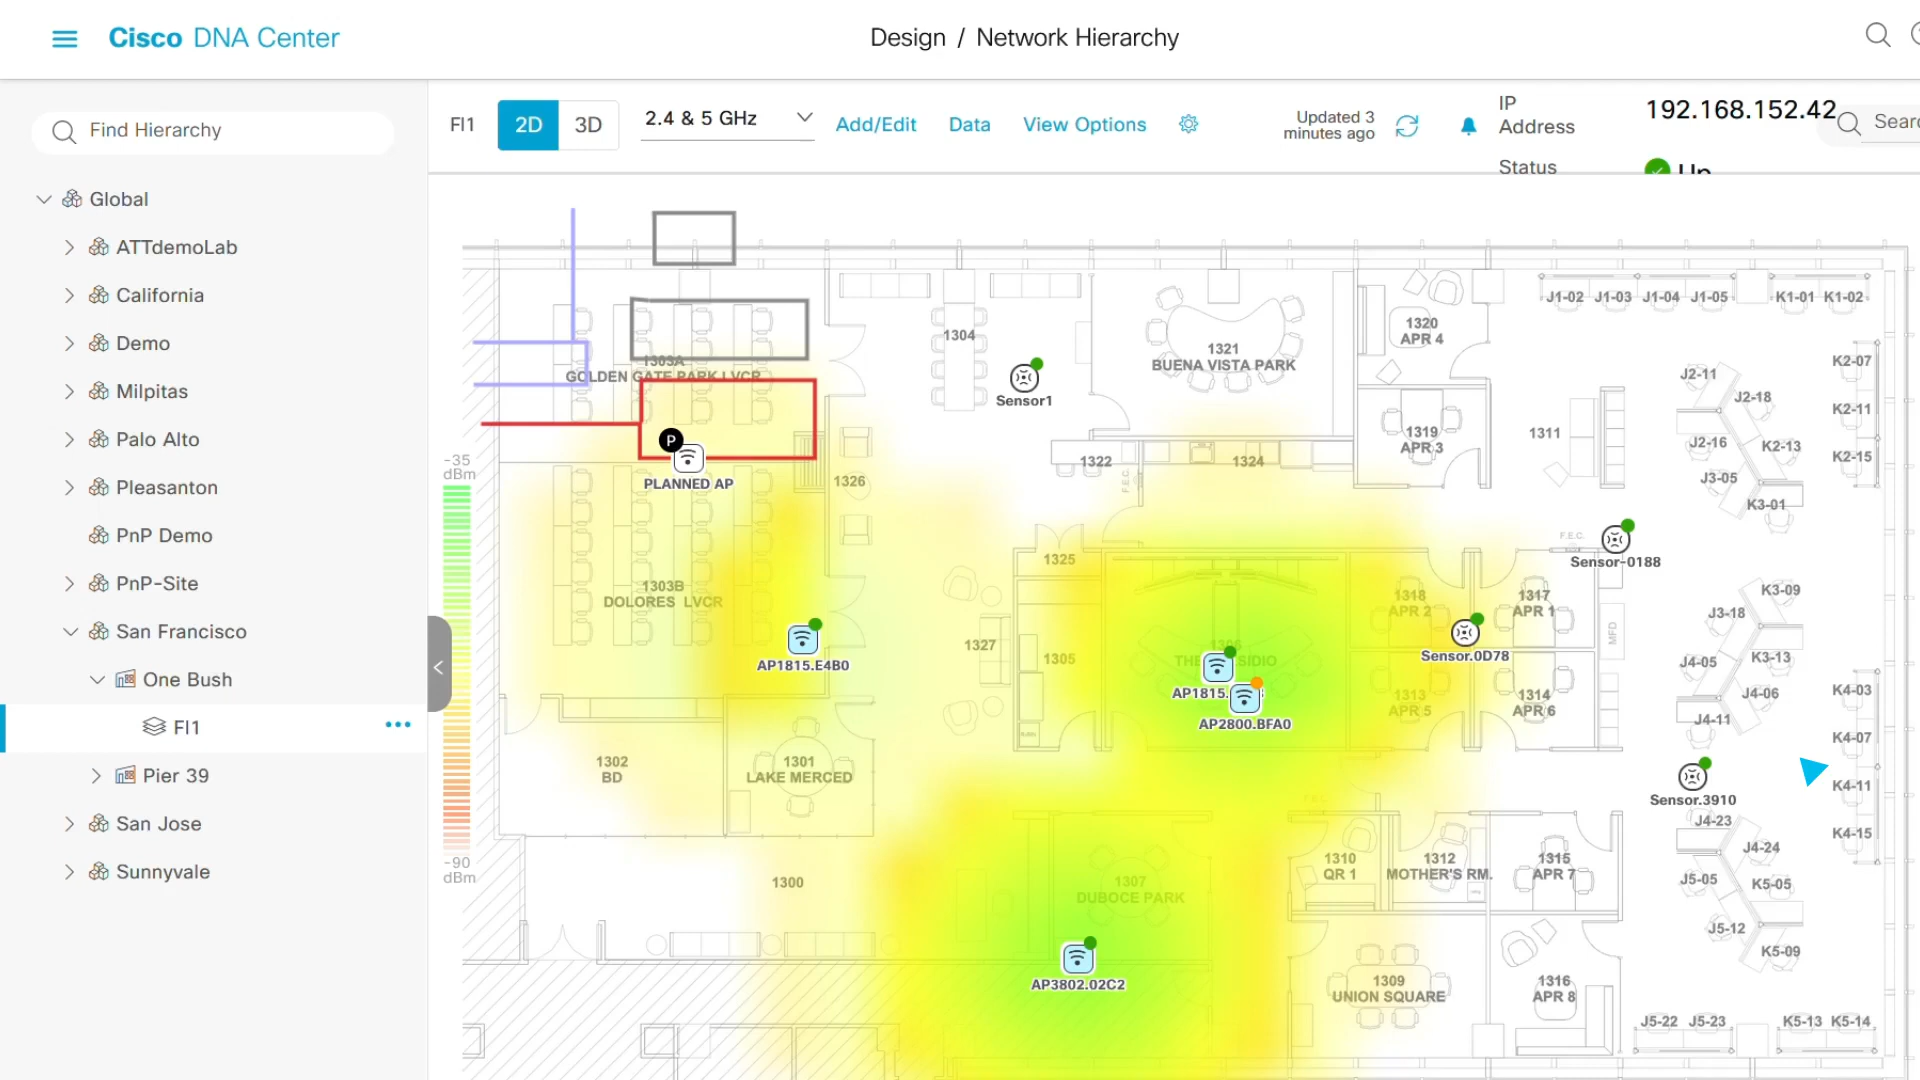 Cisco DNA Center
Design / Network Hierarchy
Find Hierarchy
Global
ATTdemoLab
California
Demo
Milpitas
Palo Alto
Pleasanton
PnP Demo
PnP-Site
San Francisco
One Bush
Fl1
Pier 39
San Jose
Sunnyvale
Fl1
2D
3D
2.4 & 5 GHz
Add/Edit
Data
View Options
Updated 3
minutes ago
IP
Address
192.168.152.42
Status
Up
-35
dBm
-90
dBm
1303A
GOLDEN GATE PARK LVCR
P
PLANNED AP
1303B
DOLORES LVCR
AP1815.E4B0
1302
BD
1301
LAKE MERCED
1300
1326
1304
Sensor1
1321
BUENA VISTA PARK
1320
APR 4
1319
APR 3
1322
F.E.C.
1324
1311
1325
1327
1305
AP2800.BFA0
1318
APR 2
1317
APR 1
Sensor.0D78
1313
APR 5
1314
APR 6
F.E.C.
Sensor-0188
MFD
Sensor.3910
1307
DUBOCE PARK
AP3802.02C2
1310
QR 1
1312
MOTHER'S RM.
1315
APR 7
1309
UNION SQUARE
1316
APR 8
J1-02 J1-03 J1-04 J1-05
K1-01 K1-02
K2-07
J2-11
J2-18
K2-11
J2-16
K2-13
K2-15
J3-05
K3-01
K3-09
J3-18
K3-13
J4-05
J4-06
K4-03
J4-11
K4-07
K4-11
J4-23
K4-15
J4-24
J5-05
K5-05
J5-12
K5-09
J5-22 J5-23
K5-13 K5-14